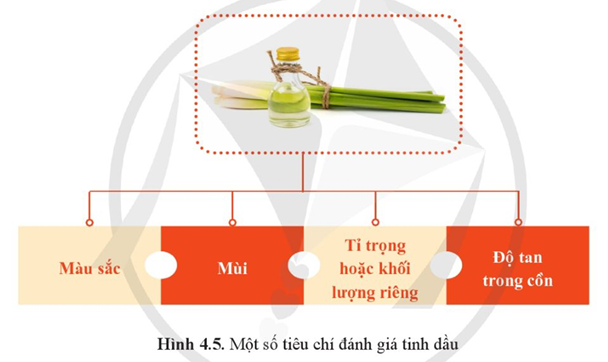 Màu sắc
Mùi
Tỉ trọng
hoặc khối
lượng riêng
Độ tan
trong cồn
Hình 4.5. Một số tiêu chí đánh giá tinh dầu